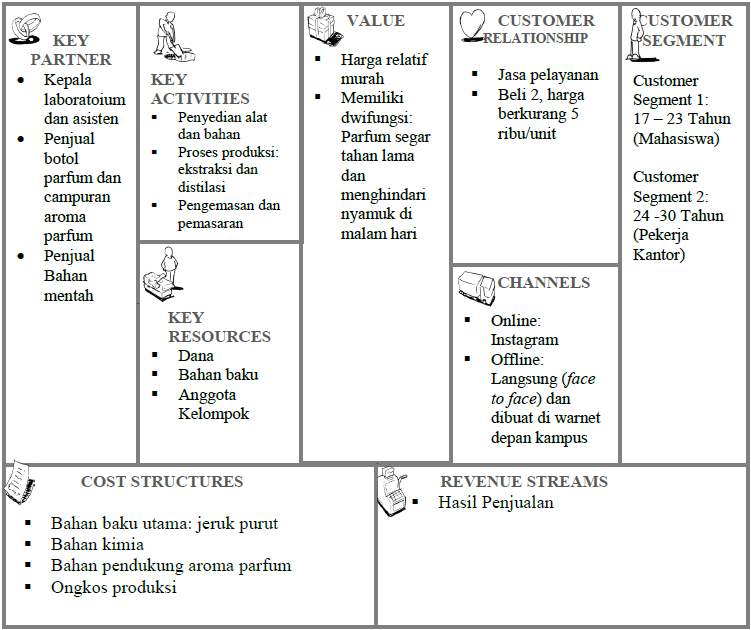 KEY
PARTNER
• Kepala
laboratoium
dan asisten
• Penjual
botol
parfum dan
campuran
aroma
parfum
• Penjual
Bahan
mentah
KEY
ACTIVITIES
▪ Penyedian alat
dan bahan
▪ Proses produksi:
ekstraksi dan
distilasi
▪ Pengemasan dan
pemasaran
KEY
RESOURCES
▪ Dana
▪ Bahan baku
▪ Anggota
Kelompok
VALUE
▪ Harga relatif
murah
▪ Memiliki
dwifungsi:
Parfum segar
tahan lama
dan
menghindari
nyamuk di
malam hari
CUSTOMER
RELATIONSHIP
▪ Jasa pelayanan
▪ Beli 2, harga
berkurang 5
ribu/unit
CHANNELS
▪ Online:
Instagram
▪ Offline:
Langsung (face
to face) dan
dibuat di warnet
depan kampus
CUSTOMER
SEGMENT
Customer
Segment 1:
17 – 23 Tahun
(Mahasiswa)
Customer
Segment 2:
24 -30 Tahun
(Pekerja
Kantor)
COST STRUCTURES
▪ Bahan baku utama: jeruk purut
▪ Bahan kimia
▪ Bahan pendukung aroma parfum
▪ Ongkos produksi
REVENUE STREAMS
▪ Hasil Penjualan